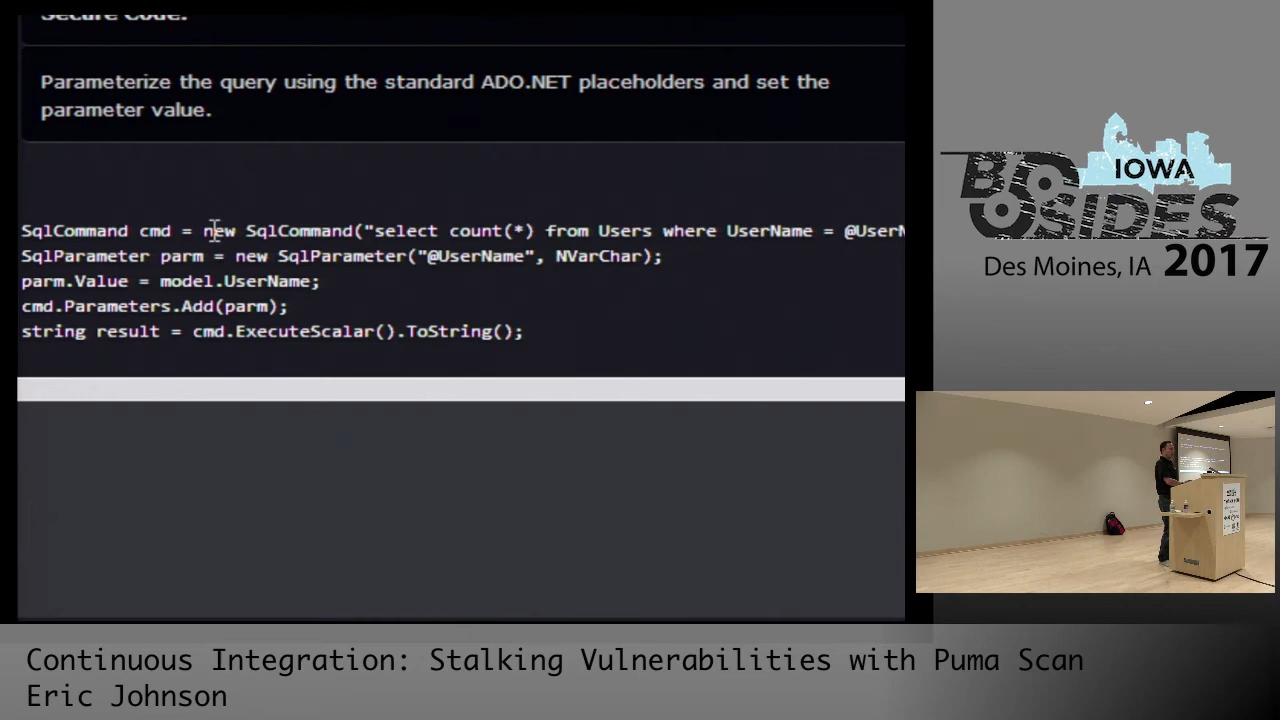 Secure Code:
Parameterize the query using the standard ADO.NET placeholders and set the
parameter value.
SqlCommand cmd = new SqlCommand("select count(*) from Users where UserName = @UserN
SqlParameter parm = new SqlParameter("@UserName", NVarChar);
parm.Value = model.UserName;
cmd.Parameters.Add(parm);
string result = cmd.ExecuteScalar().ToString();
BSIDES
IOWA
Des Moines, IA 2017
Continuous Integration: Stalking Vulnerabilities with Puma Scan
Eric Johnson